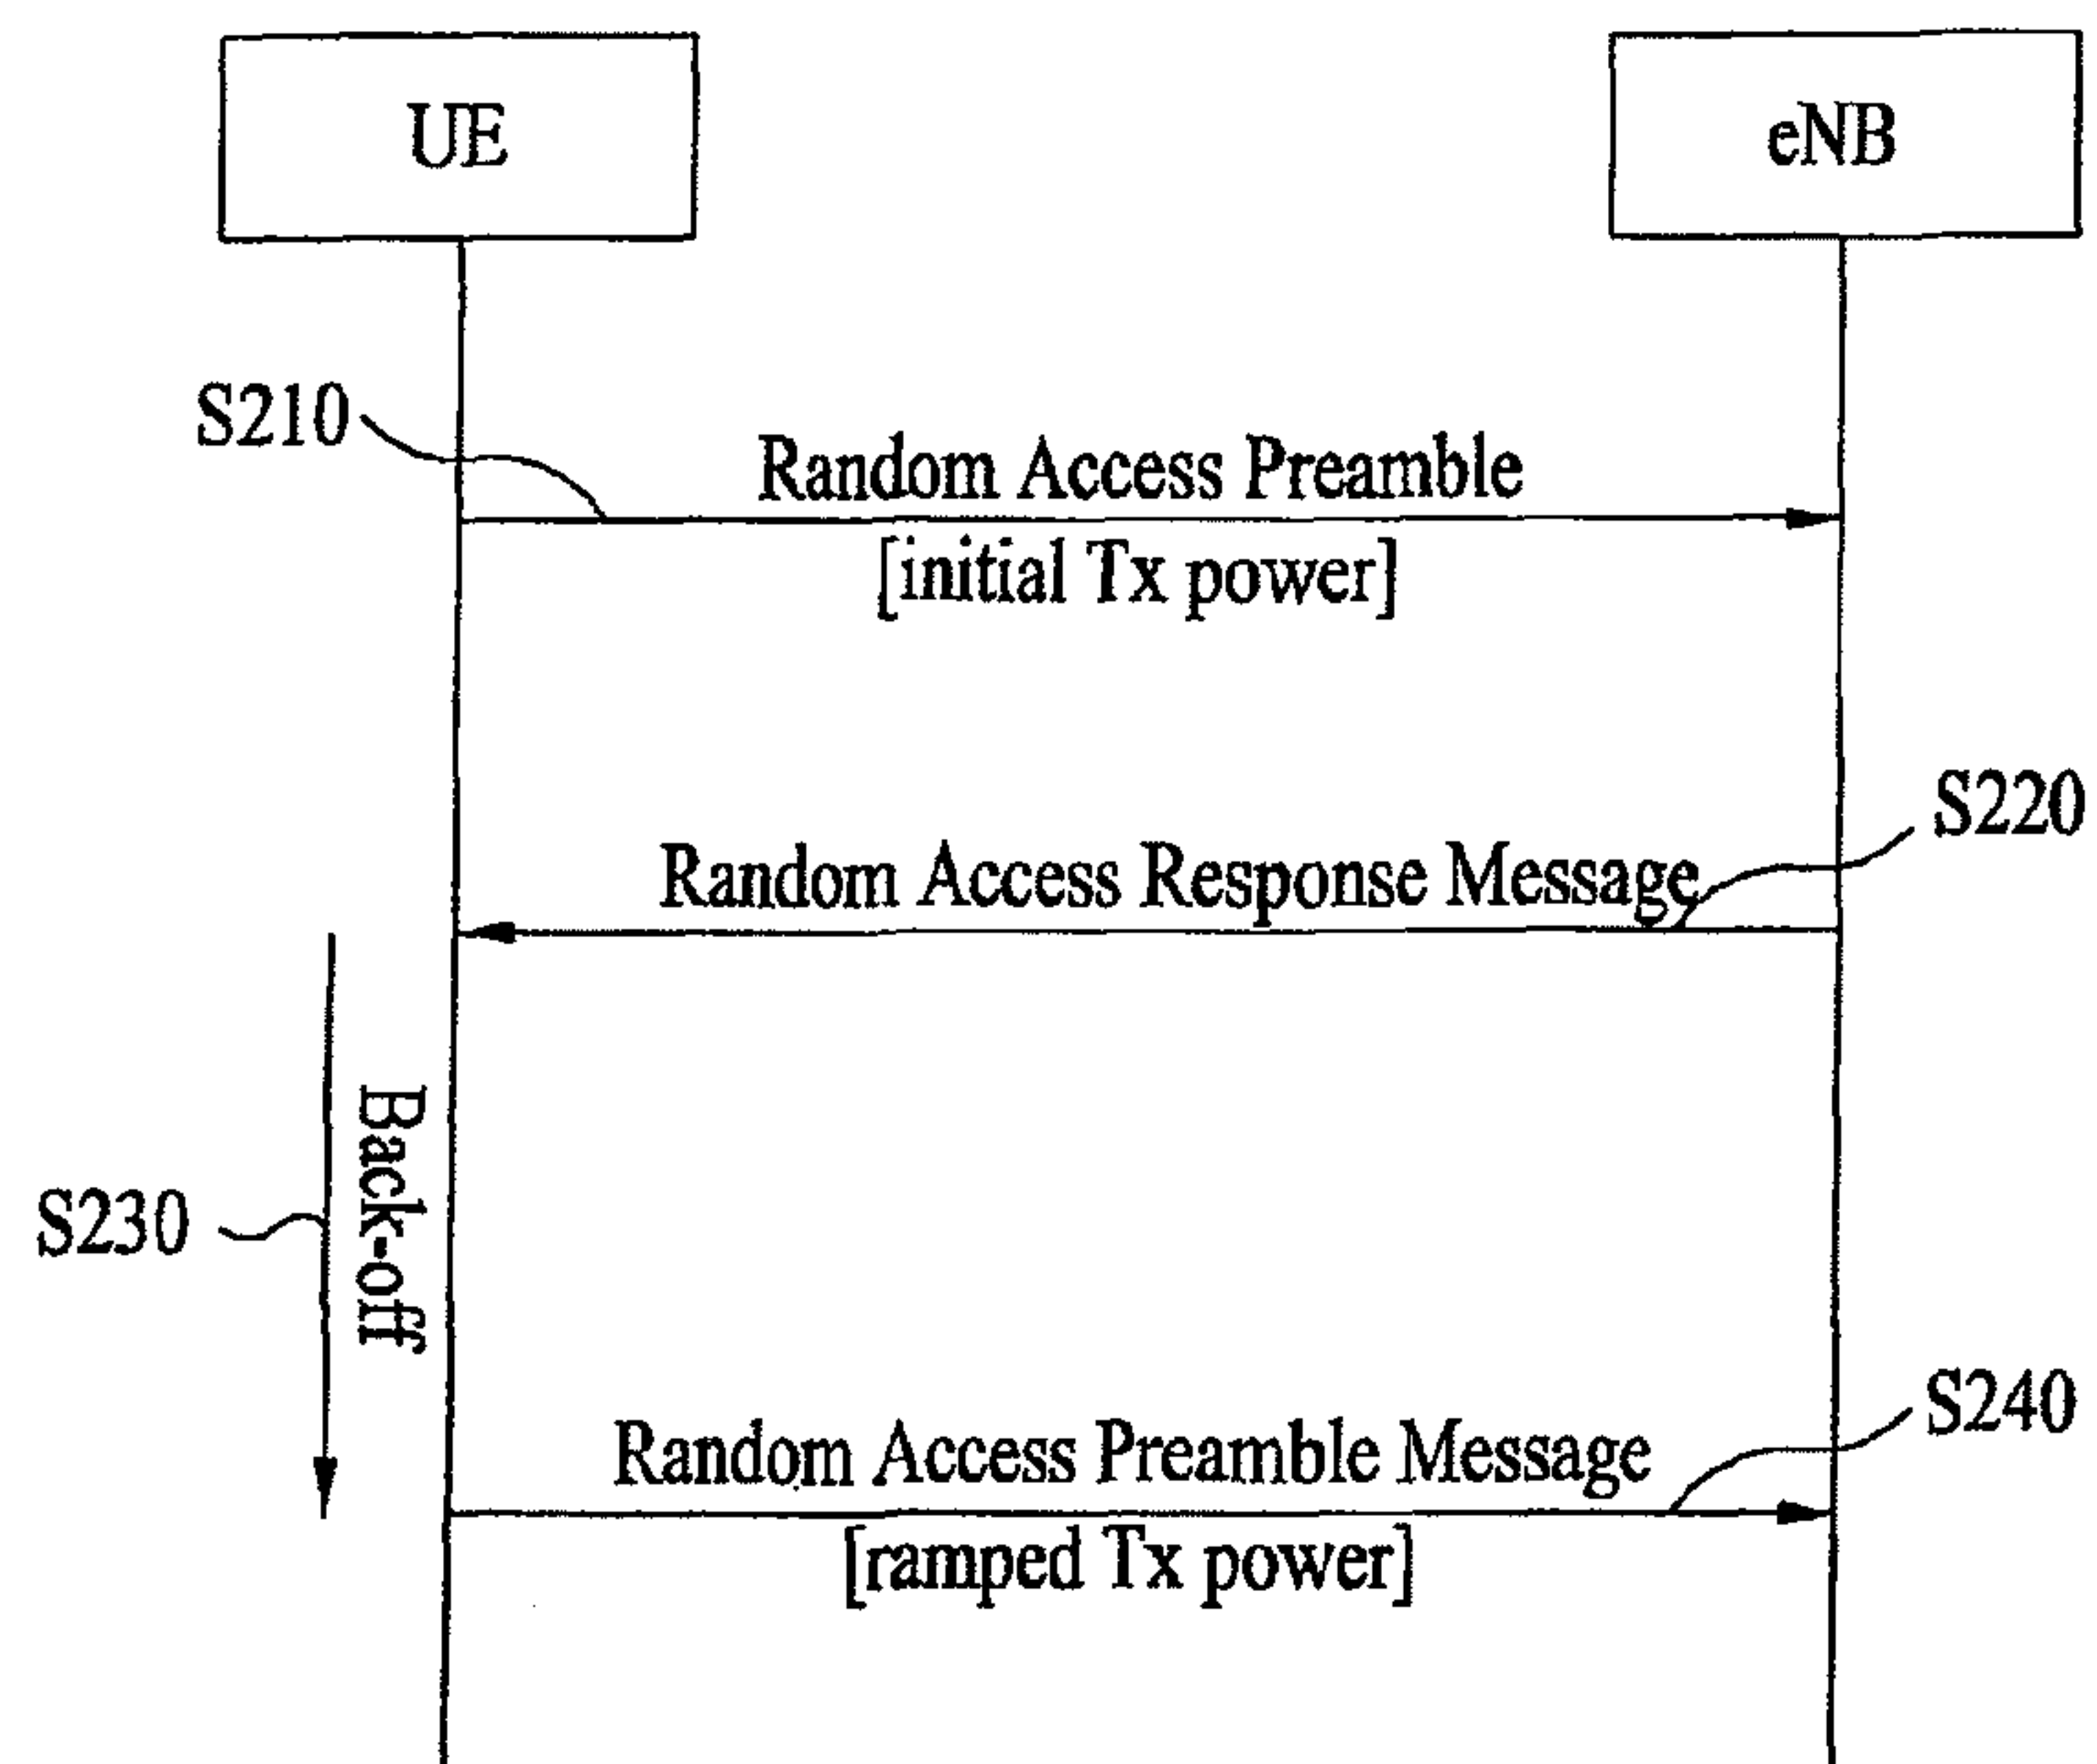 UE
eNB
S210
Random Access Preamble
[initial Tx power]
S220
Random Access Response Message
Back-off
S230
S240
Random Access Preamble Message
[ramped Tx power]